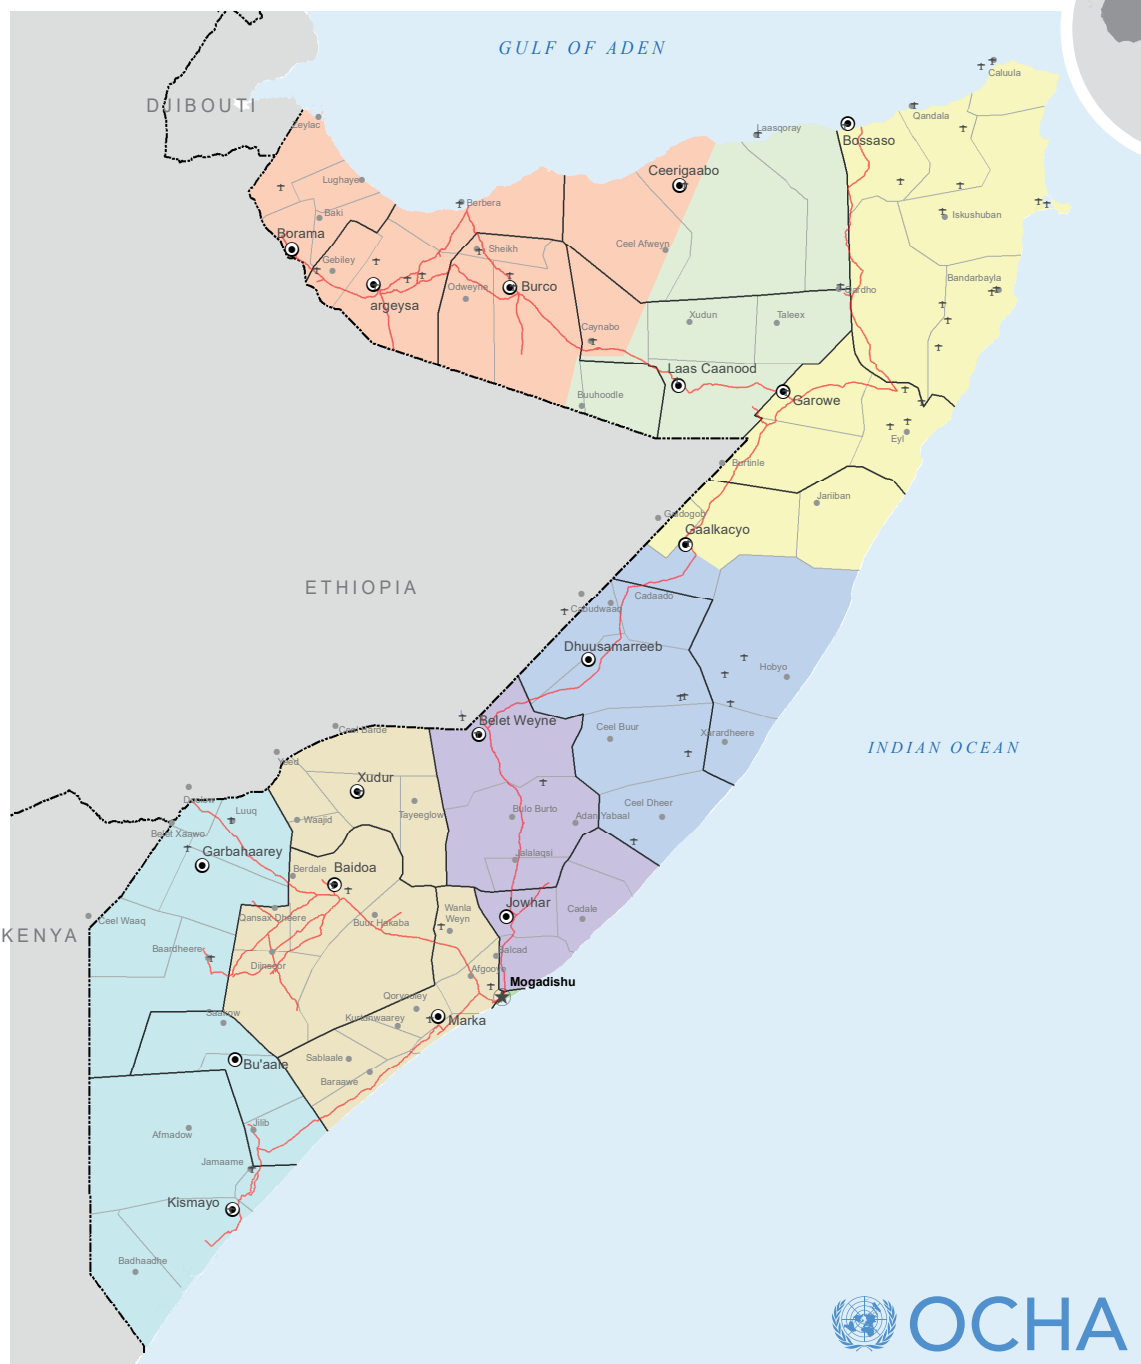 GULF OF ADEN
Caluula
DJIBOUTI
Qandala
Zeylac
Laasqoray
Bossaso
Ceerigaabo
Lughaye
Berbera
Baki
Iskushuban
Borama
Sheikh
Ceel Afweyn
Gebiley
Bandarbayla
Odweyne
Burco
Qardho
argeysa
Xudun
Taleex
Caynabo
Laas Caanood
Buuhoodle
Garowe
Eyl
Burtinle
Jariiban
Galdogob
Gaalkacyo
ETHIOPIA
Cadaado
Cabudwaaq
Dhuusamarreeb
Hobyo
Belet Weyne
Ceel Barde
Ceel Buur
Xarardheere
INDIAN OCEAN
Yeed
Xudur
Doolow
Luuq
Tayeeglow
Ceel Dheer
Waajid
Bulo Burto
Adan Yabaal
Belet Xaawo
Garbahaarey
Jalalaqsi
Berdale
Baidoa
Jowhar
Wanla
Weyn
Cadale
Qansax Dheere
Ceel Waaq
Buur Hakaba
KENYA
Baardheere
Balcad
Diinsoor
Afgooye
Mogadishu
Qoryooley
Saakow
Kurtunwaarey
Marka
Sablaale
Bu'aale
Baraawe
Jilib
Afmadow
Jamaame
Kismayo
Badhaadhe
OCHA